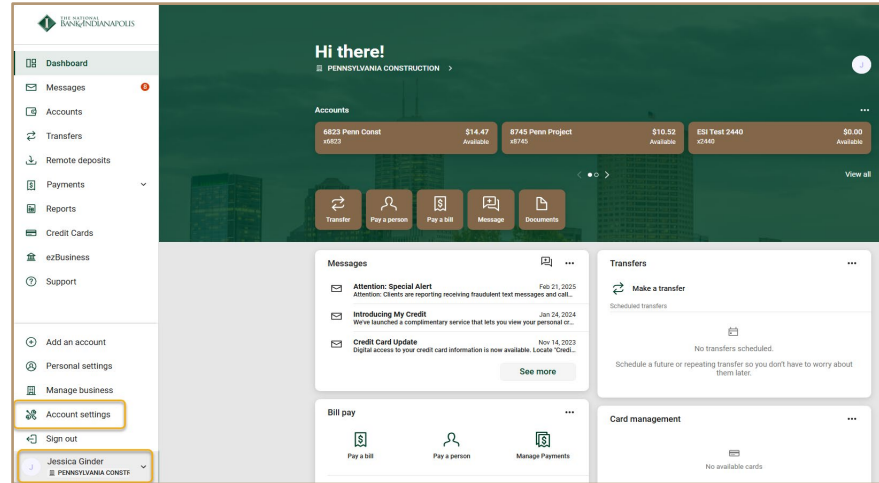 THE NATIONAL
BANK OF INDIANAPOLIS
Dashboard
Messages 8
Accounts
Transfers
Remote deposits
Payments
Reports
Credit Cards
ezBusiness
Support
Add an account
Personal settings
Manage business
Account settings
Sign out
J
Jessica Ginder
PENNSYLVANIA CONSTR
Hi there!
PENNSYLVANIA CONSTRUCTION
J
Accounts
6823 Penn Const $14.47
x6823 Available
8745 Penn Project $10.52
x8745 Available
ESI Test 2440 $0.00
x2440 Available
View all
Transfer
Pay a person
Pay a bill
Message
Documents
Messages
Attention: Special Alert Feb 21, 2025
Attention: Clients are reporting receiving fraudulent text messages and call...
Introducing My Credit Jan 24, 2024
We've launched a complimentary service that lets you view your personal cr...
Credit Card Update Nov 14, 2023
Digital access to your credit card information is now available. Locate "Credi...
See more
Transfers
Make a transfer
Scheduled transfers
No transfers scheduled.
Schedule a future or repeating transfer so you don't have to worry about
them later.
Bill pay
Pay a bill
Pay a person
Manage Payments
Card management
No available cards